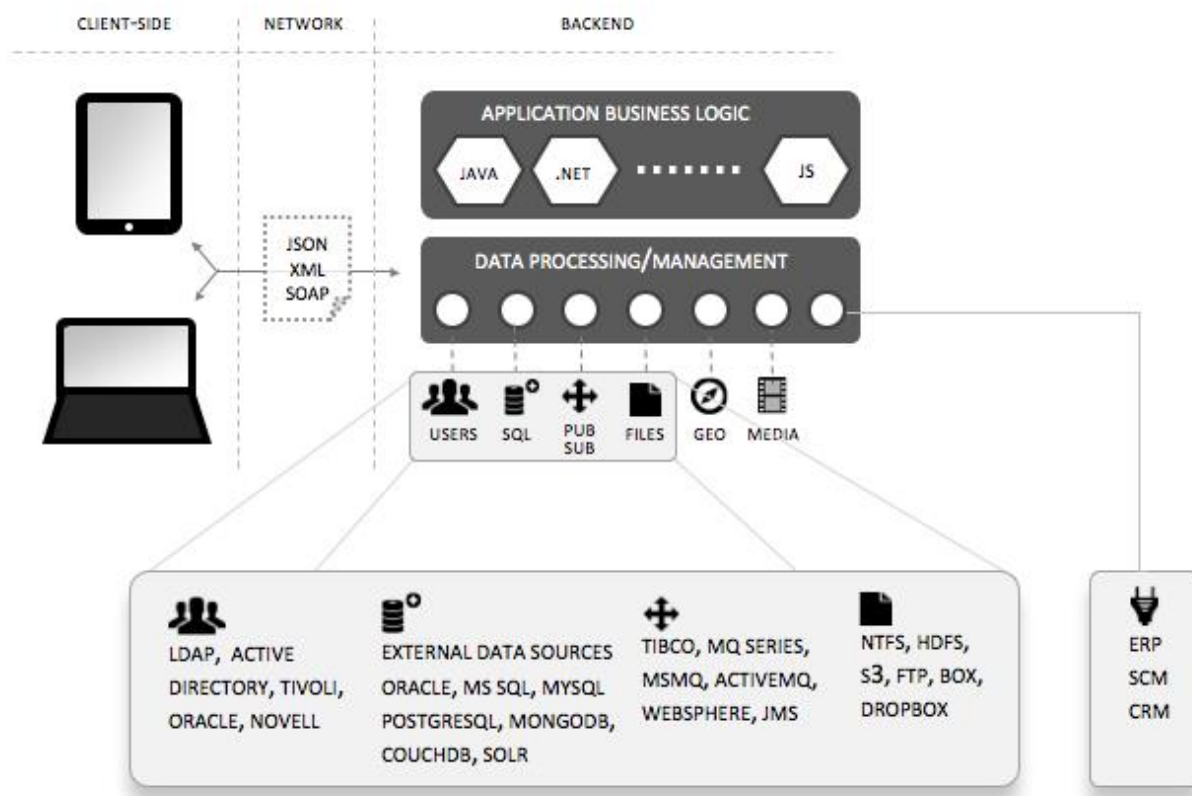 CLIENT-SIDE
NETWORK
BACKEND
APPLICATION BUSINESS LOGIC
JAVA
.NET
JS
JSON
XML
SOAP
DATA PROCESSING/MANAGEMENT
USERS
SQL
PUB
SUB
FILES
GEO
MEDIA
LDAP, ACTIVE
DIRECTORY, TIVOLI,
ORACLE, NOVELL
EXTERNAL DATA SOURCES
ORACLE, MS SQL, MYSQL
POSTGRESQL, MONGODB,
COUCHDB, SOLR
TIBCO, MQ SERIES,
MSMQ, ACTIVEMQ,
WEBSPHERE, JMS
NTFS, HDFS,
S3, FTP, BOX,
DROPBOX
ERP
SCM
CRM